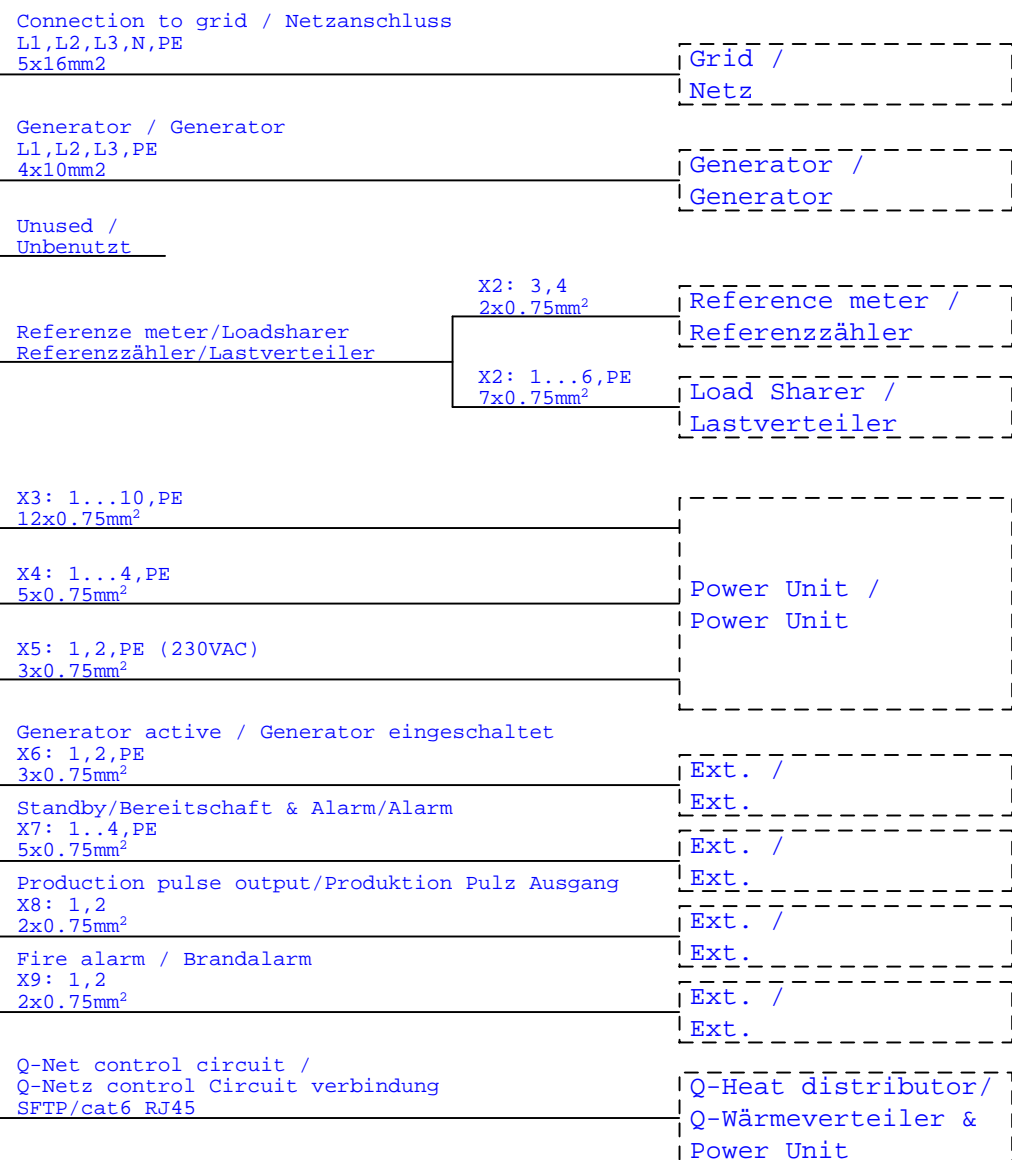 Connection to grid / Netzanschluss
L1,L2,L3,N,PE
5x16mm2
Grid /
Netz
Generator / Generator
L1,L2,L3,PE
4x10mm2
Generator /
Generator
Unused /
Unbenutzt
Referenze meter/Loadsharer
Referenzzähler/Lastverteiler
X2: 3,4
2x0.75mm²
Reference meter /
Referenzzähler
X2: 1...6,PE
7x0.75mm²
Load Sharer /
Lastverteiler
X3: 1...10,PE
12x0.75mm²
X4: 1...4,PE
5x0.75mm²
X5: 1,2,PE (230VAC)
3x0.75mm²
Power Unit /
Power Unit
Generator active / Generator eingeschaltet
X6: 1,2,PE
3x0.75mm²
Ext. /
Ext.
Standby/Bereitschaft & Alarm/Alarm
X7: 1..4,PE
5x0.75mm²
Ext. /
Ext.
Production pulse output/Produktion Pulz Ausgang
X8: 1,2
2x0.75mm²
Ext. /
Ext.
Fire alarm / Brandalarm
X9: 1,2
2x0.75mm²
Ext. /
Ext.
Q-Net control circuit /
Q-Netz control Circuit verbindung
SFTP/cat6 RJ45
Q-Heat distributor/
Q-Wärmeverteiler &
Power Unit